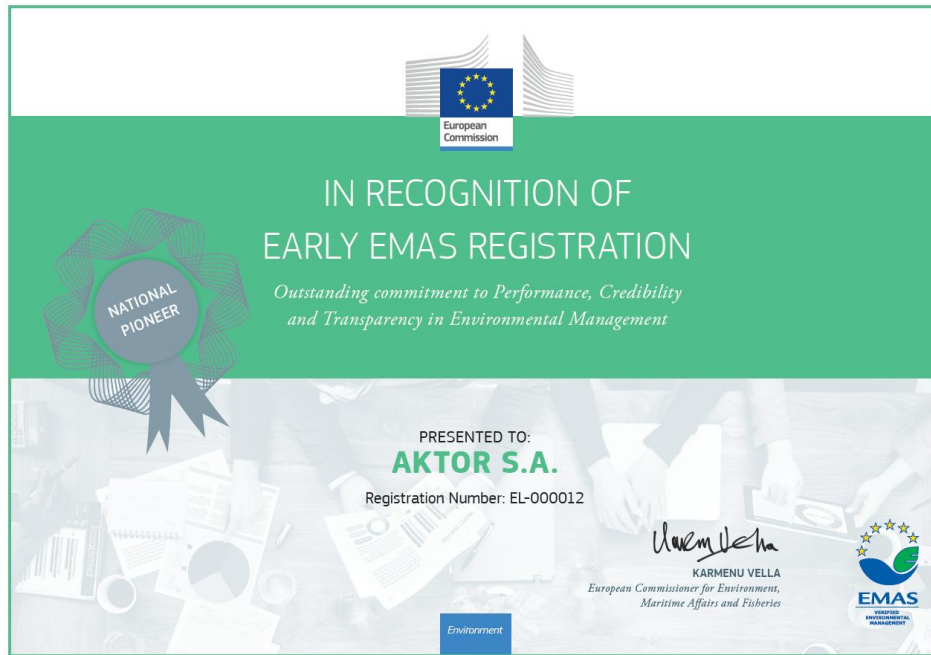 European
Commission
IN RECOGNITION OF
EARLY EMAS REGISTRATION
Outstanding commitment to Performance, Credibility
and Transparency in Environmental Management
NATIONAL
PIONEER
PRESENTED TO:
AKTOR S.A.
Registration Number: EL-000012
KARMENU VELLA
European Commissioner for Environment,
Maritime Affairs and Fisheries
EMAS
VERIFIED
ENVIRONMENTAL
MANAGEMENT
Environment